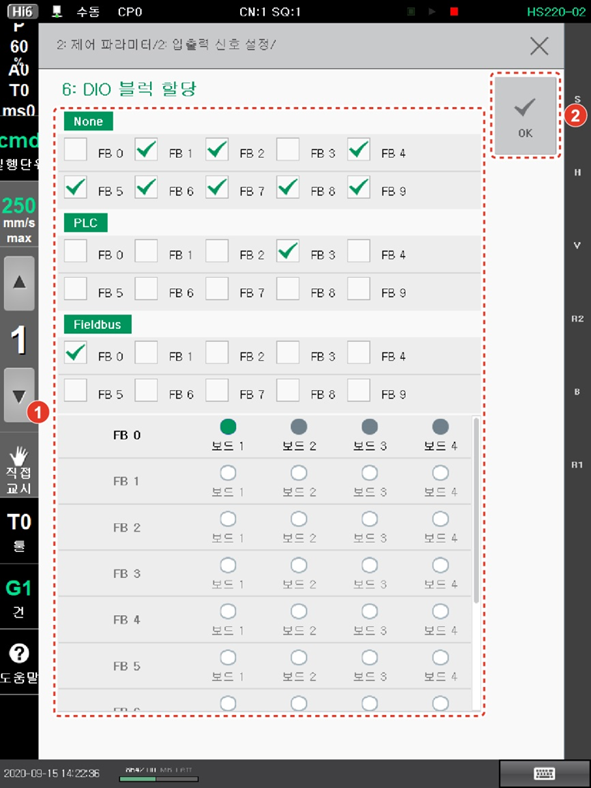 Hi6 수동 CP0 CN:1 SQ:1 HS220-02
P
60
%
A0
T0
ms0
cmd
실행단위
250
mm/s
max
1
직접
교시
T0
툴
G1
건
도움말
2: 제어 파라미터/2: 입출력 신호 설정/
6: DIO 블럭 할당
OK
1
2
None
FB 0 FB 1 FB 2 FB 3 FB 4
FB 5 FB 6 FB 7 FB 8 FB 9
PLC
FB 0 FB 1 FB 2 FB 3 FB 4
FB 5 FB 6 FB 7 FB 8 FB 9
Fieldbus
FB 0 FB 1 FB 2 FB 3 FB 4
FB 5 FB 6 FB 7 FB 8 FB 9
FB 0 보드 1 보드 2 보드 3 보드 4
FB 1 보드 1 보드 2 보드 3 보드 4
FB 2 보드 1 보드 2 보드 3 보드 4
FB 3 보드 1 보드 2 보드 3 보드 4
FB 4 보드 1 보드 2 보드 3 보드 4
FB 5 보드 1 보드 2 보드 3 보드 4
S
H
V
R2
B
R1
2020-09-15 14:22:36